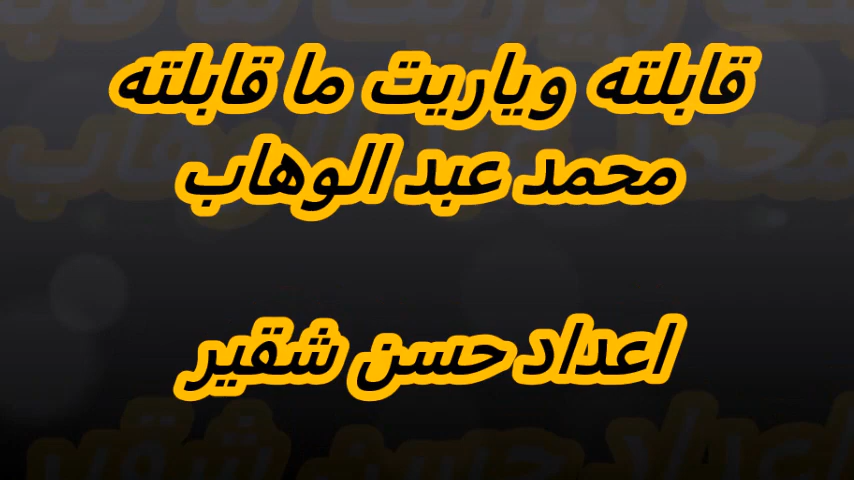 قابلته وياريت ما قابلته
محمد عبد الوهاب
اعداد حسن شقير